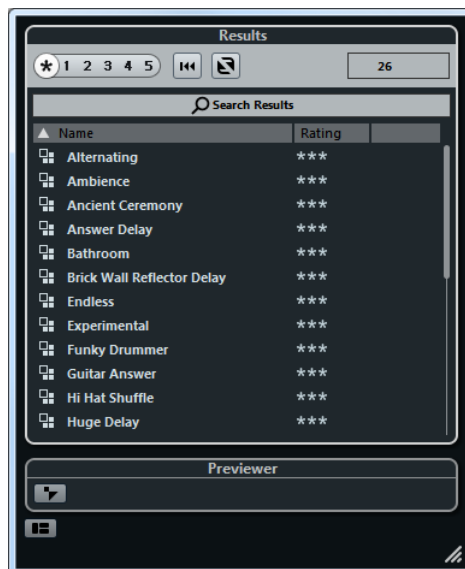 Results
* 1 2 3 4 5 26
Search Results
Name Rating
Alternating ***
Ambience ***
Ancient Ceremony ***
Answer Delay ***
Bathroom ***
Brick Wall Reflector Delay ***
Endless ***
Experimental ***
Funky Drummer ***
Guitar Answer ***
Hi Hat Shuffle ***
Huge Delay ***
Previewer